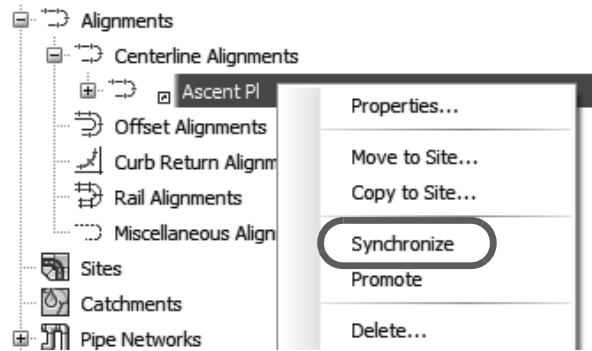 Alignments
Centerline Alignments
Ascent Pl
Properties...
Offset Alignments
Curb Return Alignm
Move to Site...
Rail Alignments
Copy to Site...
Miscellaneous Align
Synchronize
Sites
Promote
Catchments
Pipe Networks
Delete...